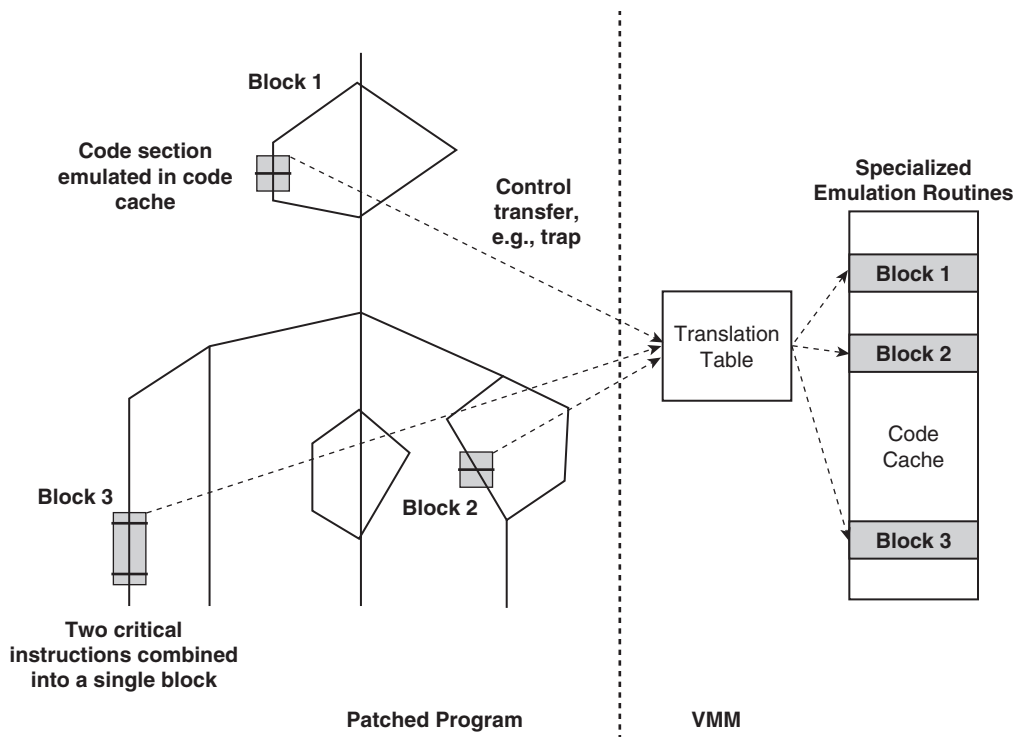 Block 1
Code section
emulated in code
cache
Control
transfer,
e.g., trap
Specialized
Emulation Routines
Block 1
Translation
Table
Block 2
Code
Cache
Block 3
Block 3
Block 2
Two critical
instructions combined
into a single block
Patched Program
VMM